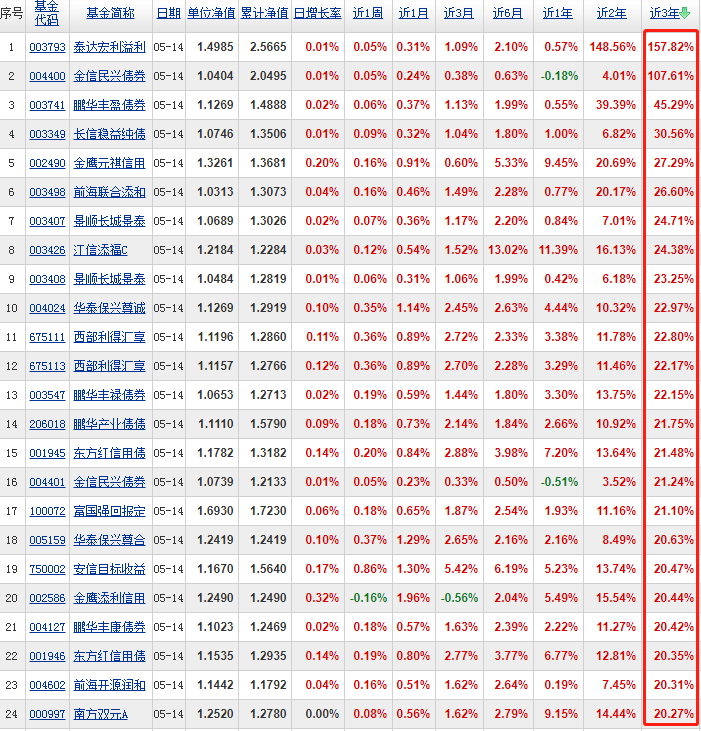 序号 基金代码 基金简称 日期 单位净值 累计净值 日增长率 近1周 近1月 近3月 近6月 近1年 近2年 近3年
1 003793 泰达宏利溢利 05-14 1.4985 2.5665 0.01% 0.05% 0.31% 1.09% 2.10% 0.57% 148.56% 157.82%
2 004400 金信民兴债券 05-14 1.0404 2.0495 0.01% 0.05% 0.24% 0.38% 0.63% -0.18% 4.01% 107.61%
3 003741 鹏华丰盈债券 05-14 1.1269 1.4888 0.02% 0.06% 0.37% 1.13% 1.99% 0.55% 39.39% 45.29%
4 003349 长信稳益纯债 05-14 1.0746 1.3506 0.01% 0.09% 0.32% 1.04% 1.80% 1.00% 6.82% 30.56%
5 002490 金鹰元祺信用 05-14 1.3261 1.3681 0.20% 0.16% 0.91% 0.60% 5.33% 9.45% 20.69% 27.29%
6 003498 前海联合添和 05-14 1.0313 1.3073 0.04% 0.16% 0.46% 1.49% 2.28% 0.77% 20.17% 26.60%
7 003407 景顺长城景泰 05-14 1.0689 1.3026 0.02% 0.07% 0.36% 1.17% 2.20% 0.84% 7.01% 24.71%
8 003426 江信添福C 05-14 1.2184 1.2284 0.03% 0.12% 0.54% 1.52% 13.02% 11.39% 16.13% 24.38%
9 003408 景顺长城景泰 05-14 1.0484 1.2819 0.01% 0.06% 0.31% 1.06% 1.99% 0.42% 6.18% 23.25%
10 004024 华泰保兴尊诚 05-14 1.1269 1.2919 0.10% 0.35% 1.14% 2.45% 2.63% 4.44% 10.32% 22.97%
11 675111 西部利得汇享 05-14 1.1196 1.2860 0.11% 0.36% 0.89% 2.72% 2.33% 3.38% 11.78% 22.80%
12 675113 西部利得汇享 05-14 1.1157 1.2766 0.12% 0.36% 0.89% 2.70% 2.28% 3.29% 11.46% 22.17%
13 003547 鹏华丰禄债券 05-14 1.0653 1.2713 0.02% 0.19% 0.59% 1.44% 1.80% 3.30% 13.75% 22.15%
14 206018 鹏华产业债债 05-14 1.1110 1.5790 0.09% 0.18% 0.73% 2.14% 1.84% 2.66% 10.92% 21.75%
15 001945 东方红信用债 05-14 1.1782 1.3182 0.14% 0.20% 0.84% 2.88% 3.98% 7.20% 13.64% 21.48%
16 004401 金信民兴债券 05-14 1.0739 1.2133 0.01% 0.05% 0.23% 0.33% 0.50% -0.51% 3.52% 21.24%
17 100072 富国强回报定 05-14 1.6930 1.7230 0.06% 0.18% 0.65% 1.87% 2.54% 1.93% 11.16% 21.10%
18 005159 华泰保兴尊合 05-14 1.2419 1.2419 0.10% 0.37% 1.29% 2.65% 2.16% 2.16% 8.49% 20.63%
19 750002 安信目标收益 05-14 1.1670 1.5640 0.17% 0.86% 1.30% 5.42% 6.19% 5.23% 13.74% 20.47%
20 002586 金鹰添利信用 05-14 1.2490 1.2490 0.32% -0.16% 1.96% -0.56% 2.04% 5.49% 15.54% 20.44%
21 004127 鹏华丰康债券 05-14 1.1023 1.2469 0.02% 0.18% 0.57% 1.63% 2.39% 2.22% 11.27% 20.42%
22 001946 东方红信用债 05-14 1.1535 1.2935 0.14% 0.19% 0.80% 2.77% 3.77% 6.77% 12.81% 20.35%
23 004602 前海开源润和 05-14 1.1442 1.1792 0.04% 0.16% 0.51% 1.62% 2.64% 0.19% 7.45% 20.31%
24 000997 南方双元A 05-14 1.2520 1.2780 0.00% 0.08% 0.56% 1.62% 2.79% 9.15% 14.44% 20.27%